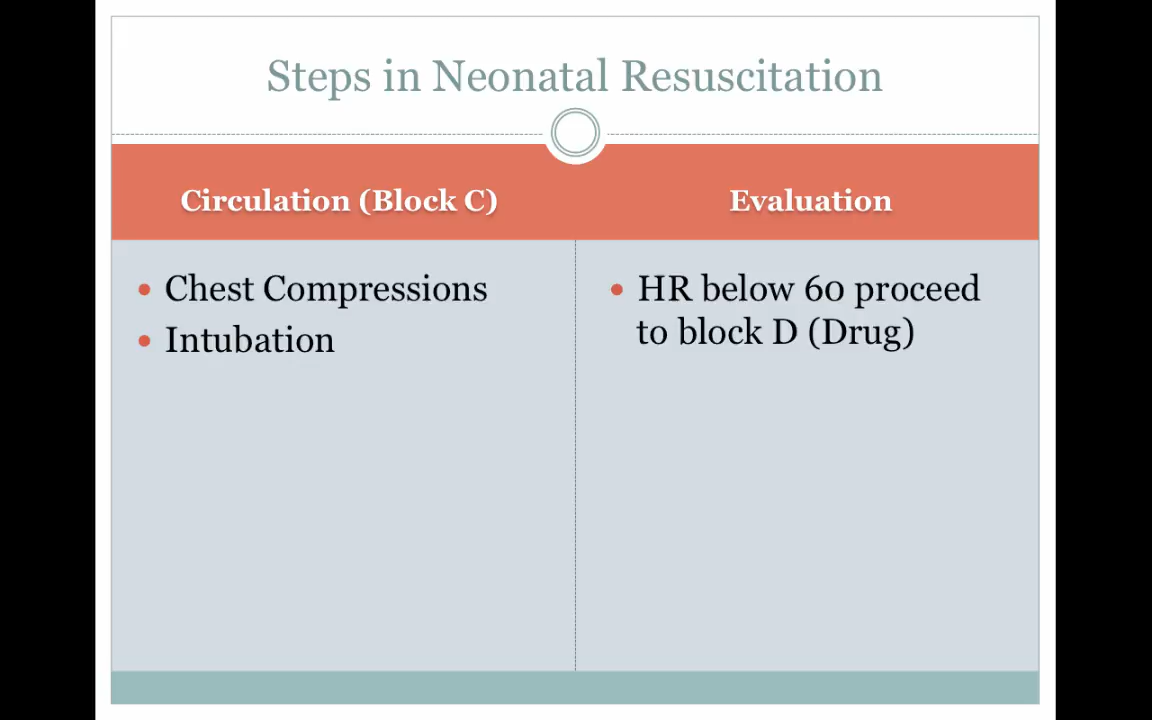 Steps in Neonatal Resuscitation
Circulation (Block C)
Evaluation
• Chest Compressions
• Intubation
• HR below 60 proceed
to block D (Drug)